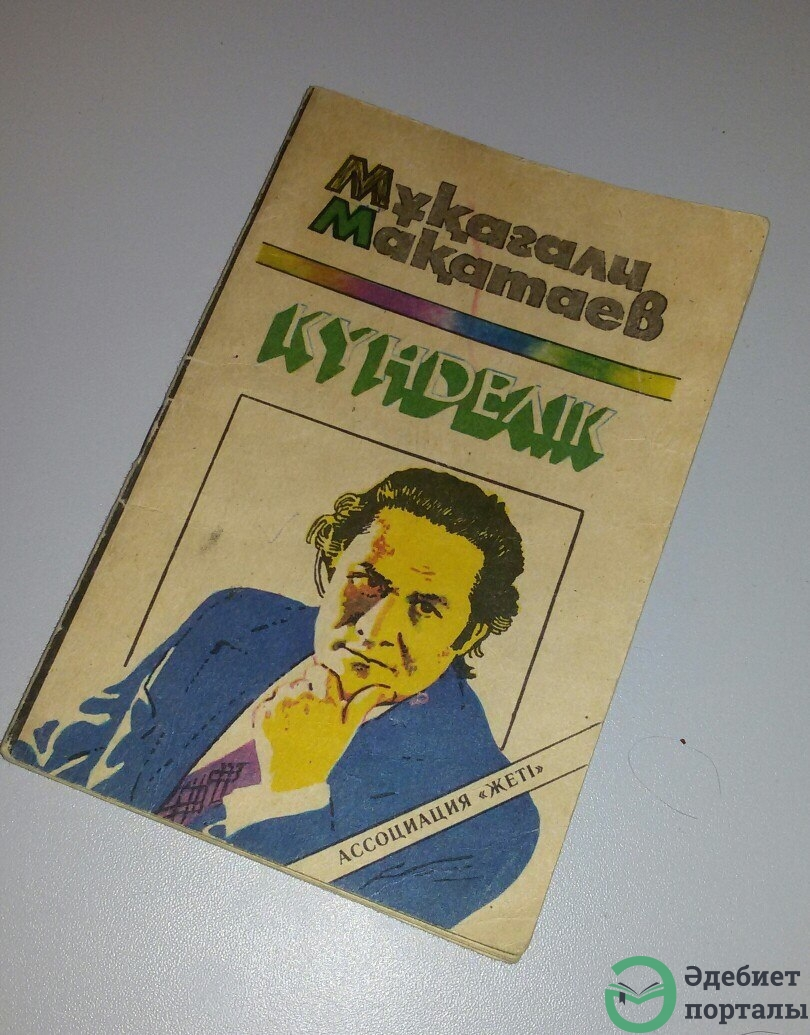 Мұқағали
Мақатаев
КҮНДЕЛІК
АССОЦИАЦИЯ «ЖЕТІ»
Әдебиет
порталы